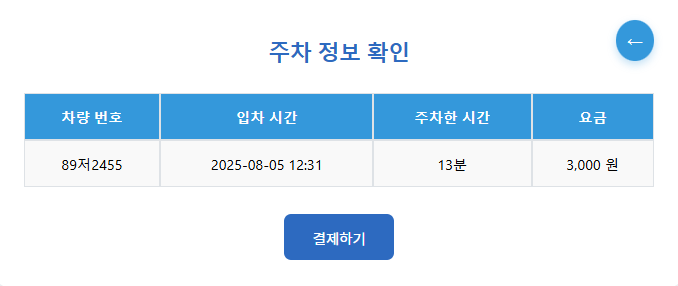 주차 정보 확인
←
차량 번호 입차 시간 주차한 시간 요금
89저2455 2025-08-05 12:31 13분 3,000 원
결제하기